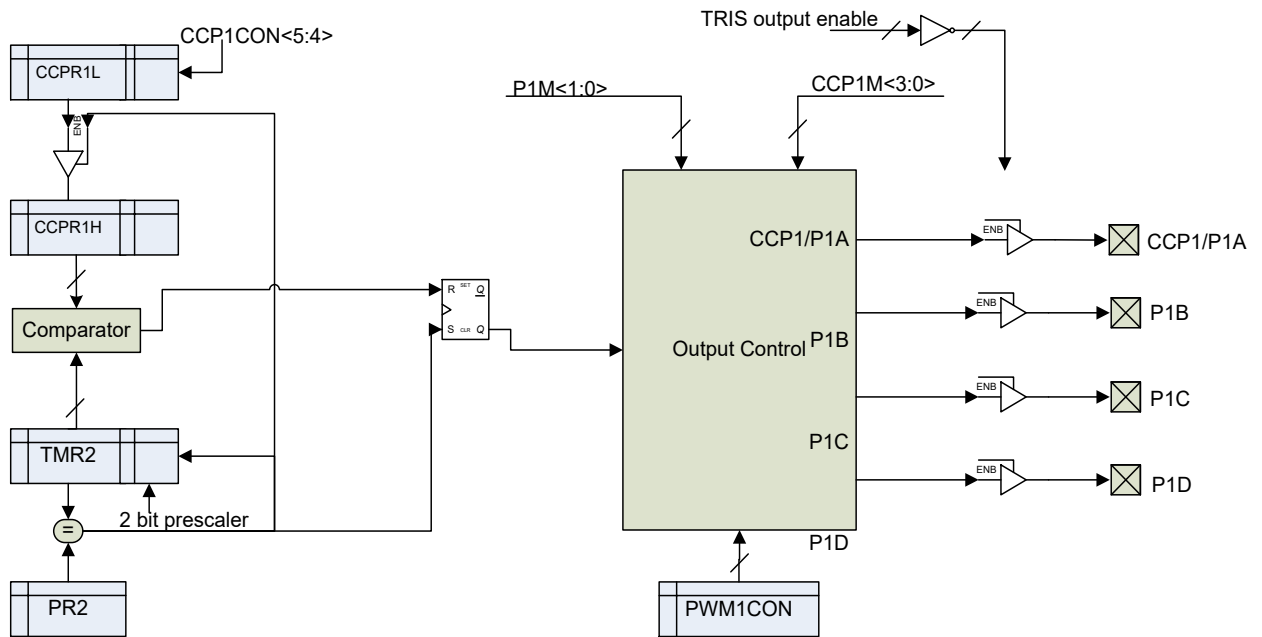 TRIS output enable
CCP1CON<5:4>
CCPR1L
P1M<1:0>
CCP1M<3:0>
ENB
CCPR1H
CCP1/P1A
ENB
CCP1/P1A
R SET Q
S CLR Q
ENB
P1B
Comparator
Output Control
P1B
ENB
P1C
P1C
TMR2
ENB
P1D
2 bit prescaler
=
P1D
PR2
PWM1CON